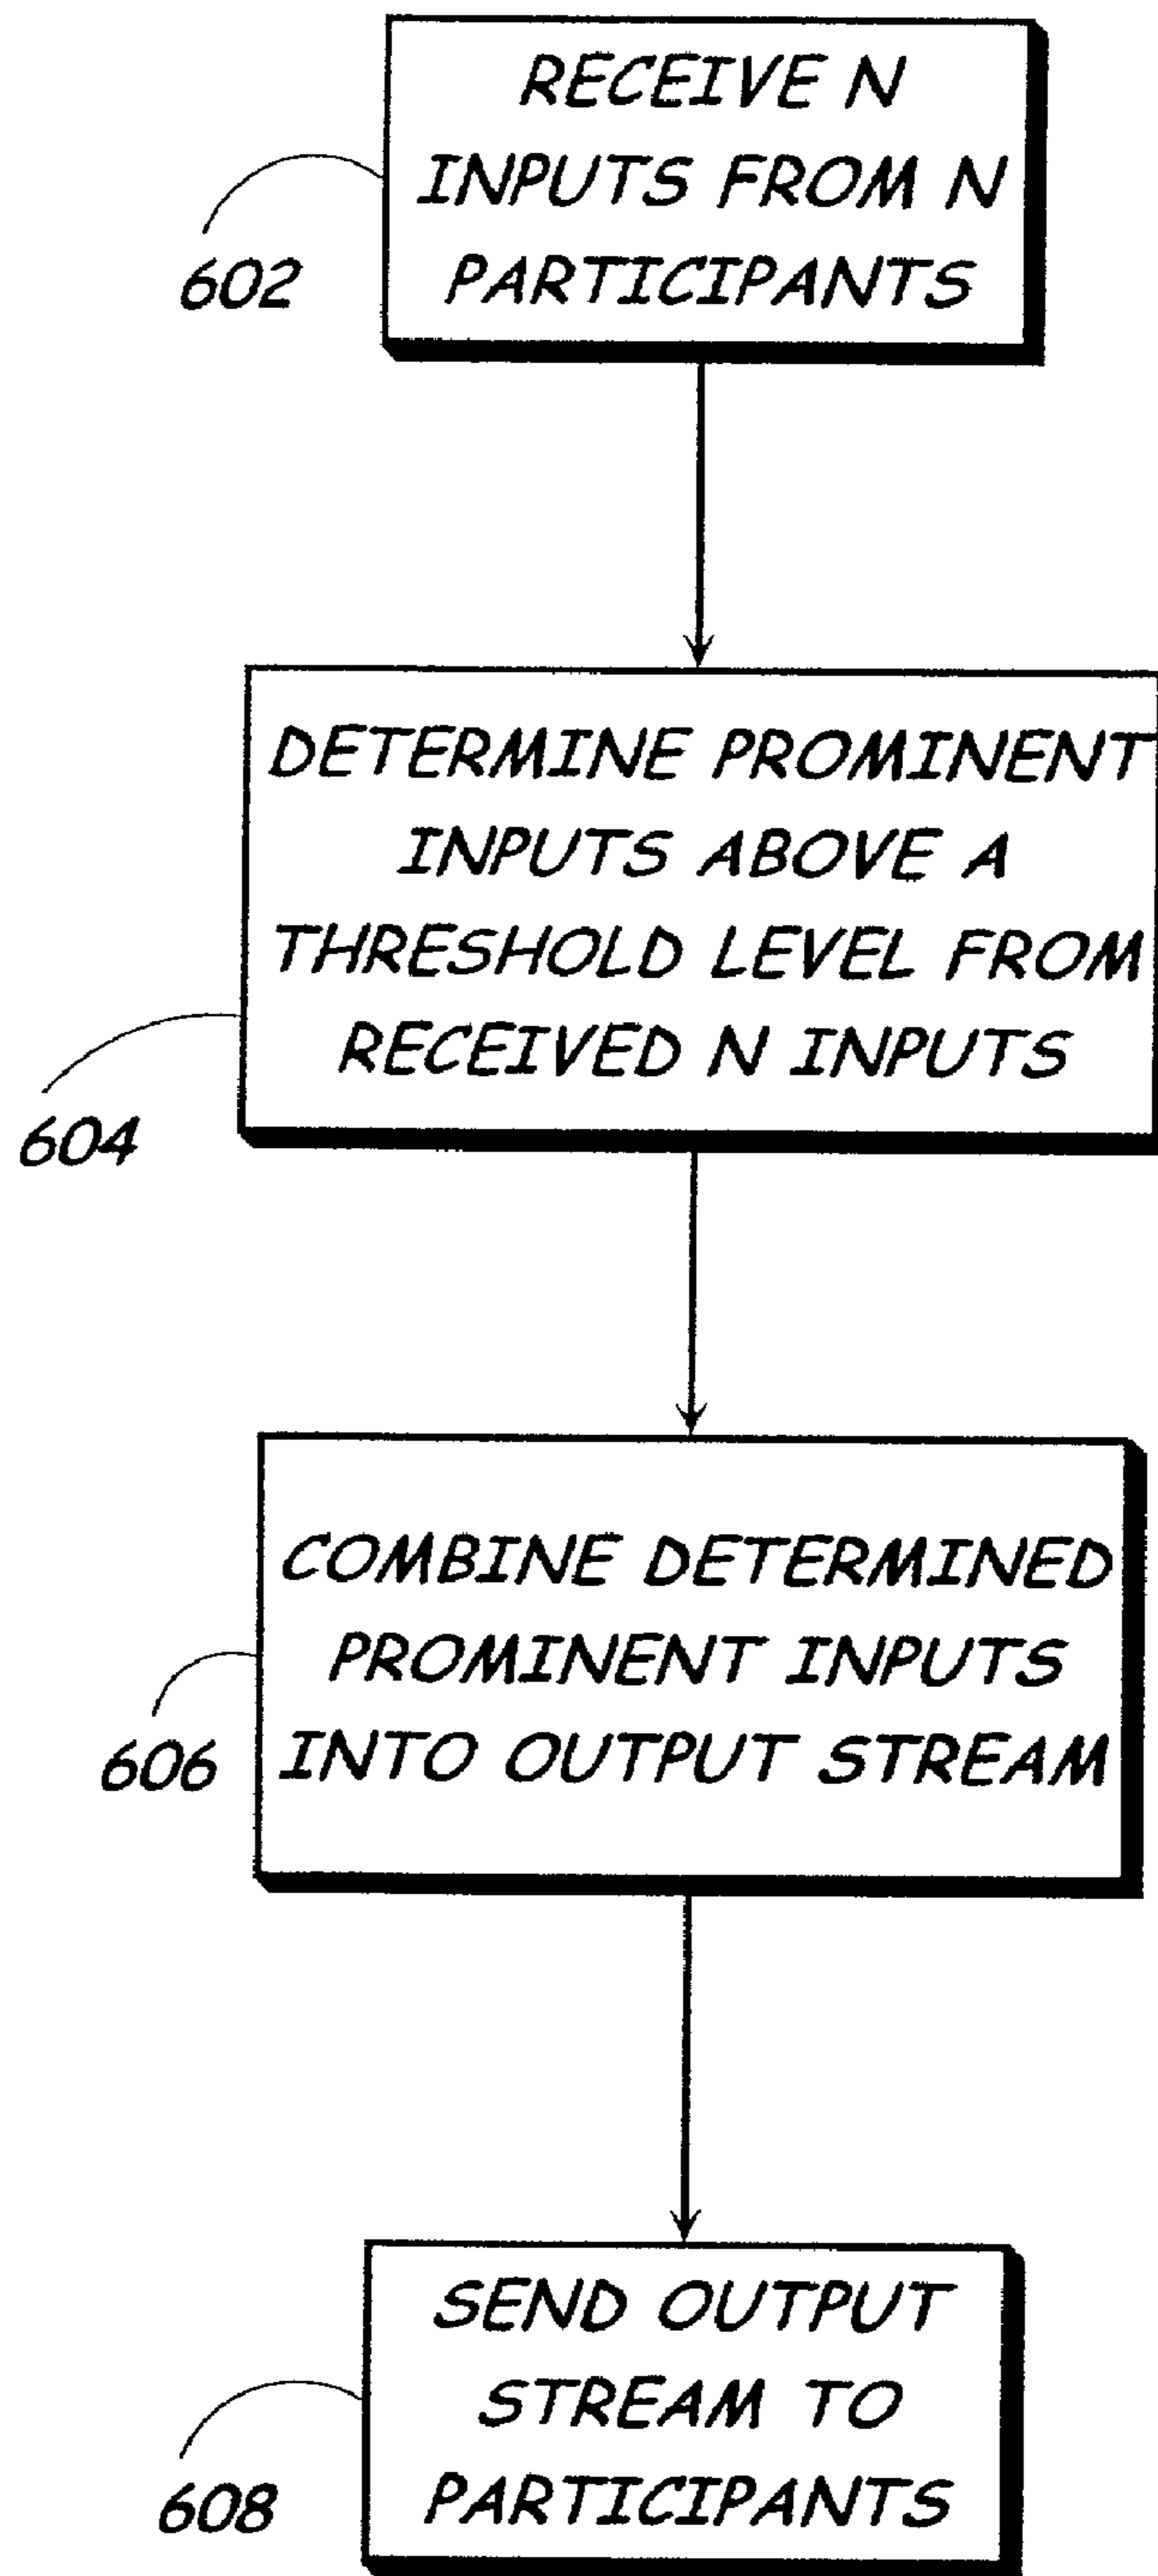 RECEIVE N
INPUTS FROM N
PARTICIPANTS
602
DETERMINE PROMINENT
INPUTS ABOVE A
THRESHOLD LEVEL FROM
RECEIVED N INPUTS
604
COMBINE DETERMINED
PROMINENT INPUTS
INTO OUTPUT STREAM
606
SEND OUTPUT
STREAM TO
PARTICIPANTS
608